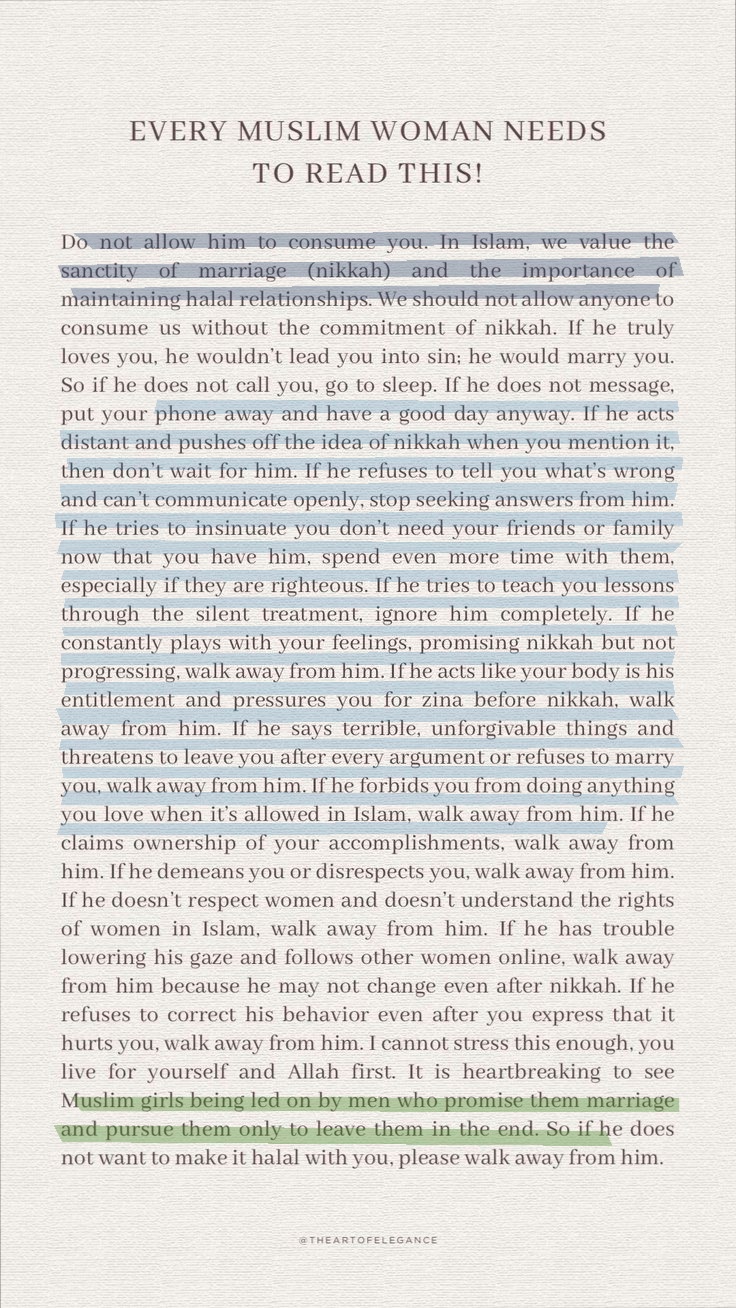 EVERY MUSLIM WOMAN NEEDS
TO READ THIS!
Do not allow him to consume you. In Islam, we value the
sanctity of marriage (nikkah) and the importance of
maintaining halal relationships. We should not allow anyone to
consume us without the commitment of nikkah. If he truly
loves you, he wouldn't lead you into sin; he would marry you.
So if he does not call you, go to sleep. If he does not message,
put your phone away and have a good day anyway. If he acts
distant and pushes off the idea of nikkah when you mention it,
then don't wait for him. If he refuses to tell you what's wrong
and can't communicate openly, stop seeking answers from him.
If he tries to insinuate you don't need your friends or family
now that you have him, spend even more time with them,
especially if they are righteous. If he tries to teach you lessons
through the silent treatment, ignore him completely. If he
constantly plays with your feelings, promising nikkah but not
progressing, walk away from him. If he acts like your body is his
entitlement and pressures you for zina before nikkah, walk
away from him. If he says terrible, unforgivable things and
threatens to leave you after every argument or refuses to marry
you, walk away from him. If he forbids you from doing anything
you love when it's allowed in Islam, walk away from him. If he
claims ownership of your accomplishments, walk away from
him. If he demeans you or disrespects you, walk away from him.
If he doesn't respect women and doesn't understand the rights
of women in Islam, walk away from him. If he has trouble
lowering his gaze and follows other women online, walk away
from him because he may not change even after nikkah. If he
refuses to correct his behavior even after you express that it
hurts you, walk away from him. I cannot stress this enough, you
live for yourself and Allah first. It is heartbreaking to see
Muslim girls being led on by men who promise them marriage
and pursue them only to leave them in the end. So if he does
not want to make it halal with you, please walk away from him.
@THEARTOFELEGANCE